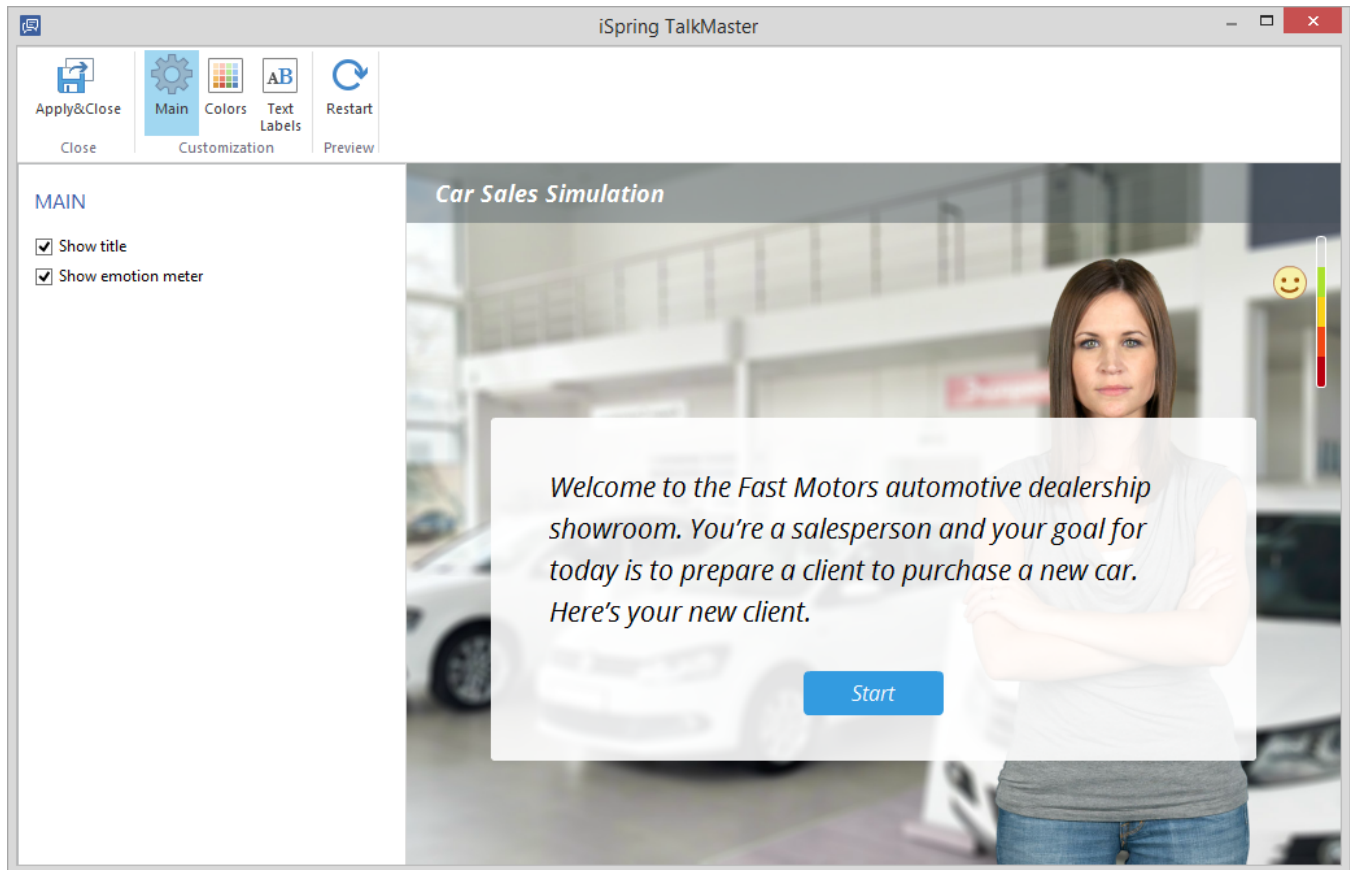 iSpring TalkMaster
Apply&Close
Main
Colors
AB
Text
Labels
Restart
Close
Customization
Preview
MAIN
Show title
Show emotion meter
Car Sales Simulation
Welcome to the Fast Motors automotive dealership
showroom. You're a salesperson and your goal for
today is to prepare a client to purchase a new car.
Here's your new client.
Start